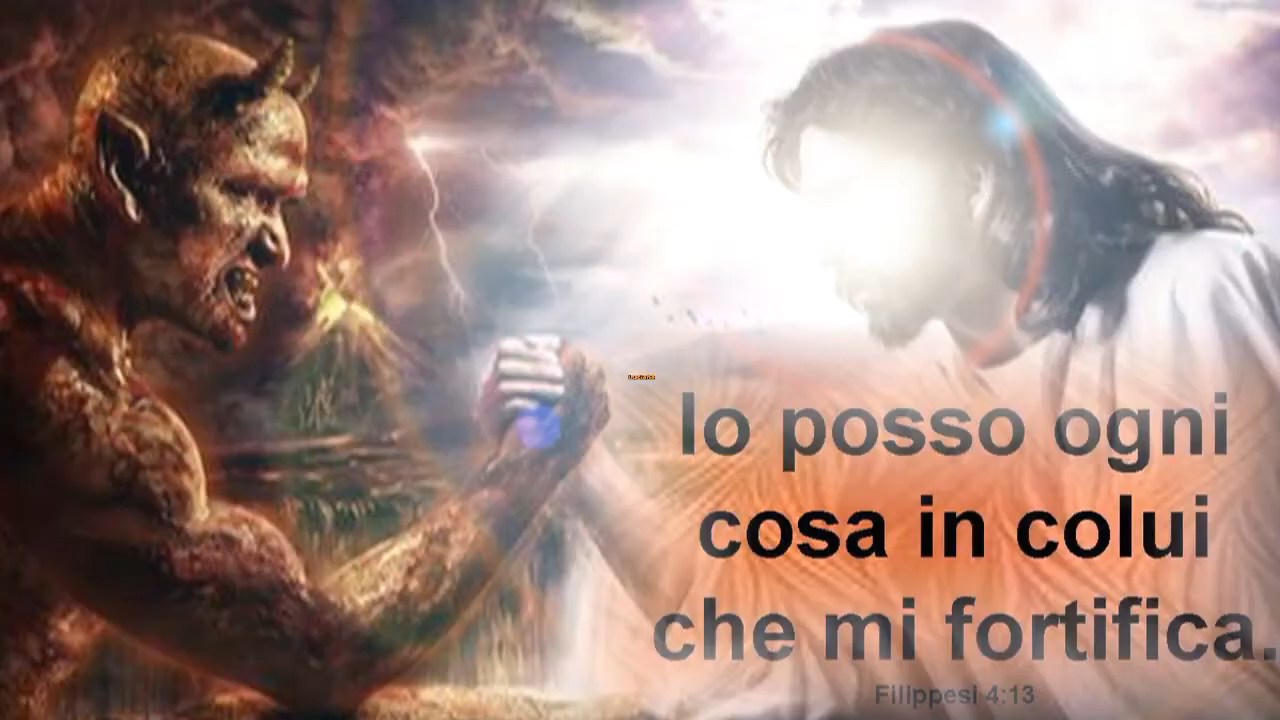 Io posso ogni
cosa in colui
che mi fortifica.
Filippesi 4:13